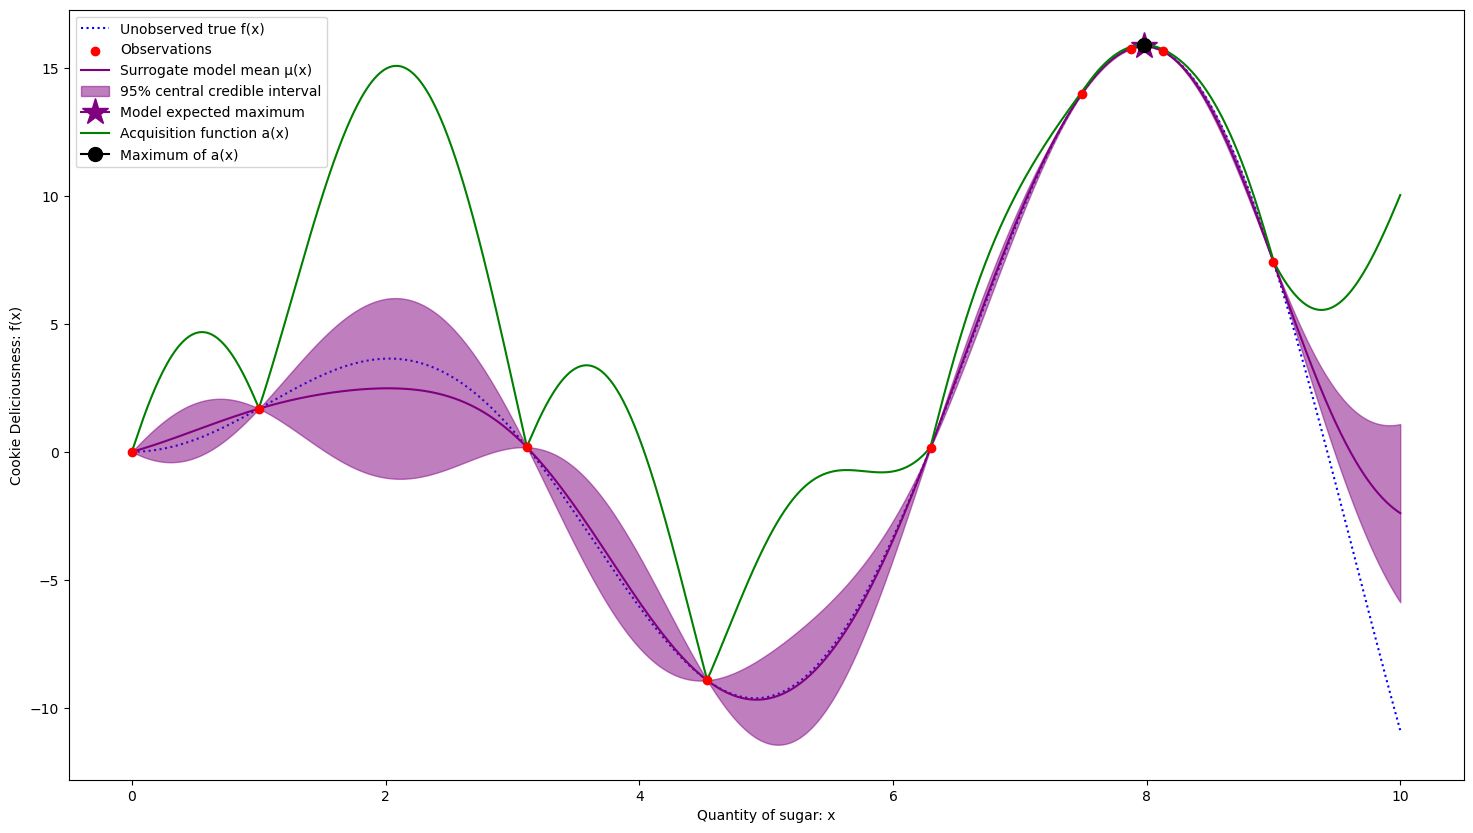 Unobserved true f(x)
Observations
Surrogate model mean μ(x)
95% central credible interval
Model expected maximum
Acquisition function a(x)
Maximum of a(x)
15
10
5
0
−5
−10
Cookie Deliciousness: f(x)
0 2 4 6 8 10
Quantity of sugar: x